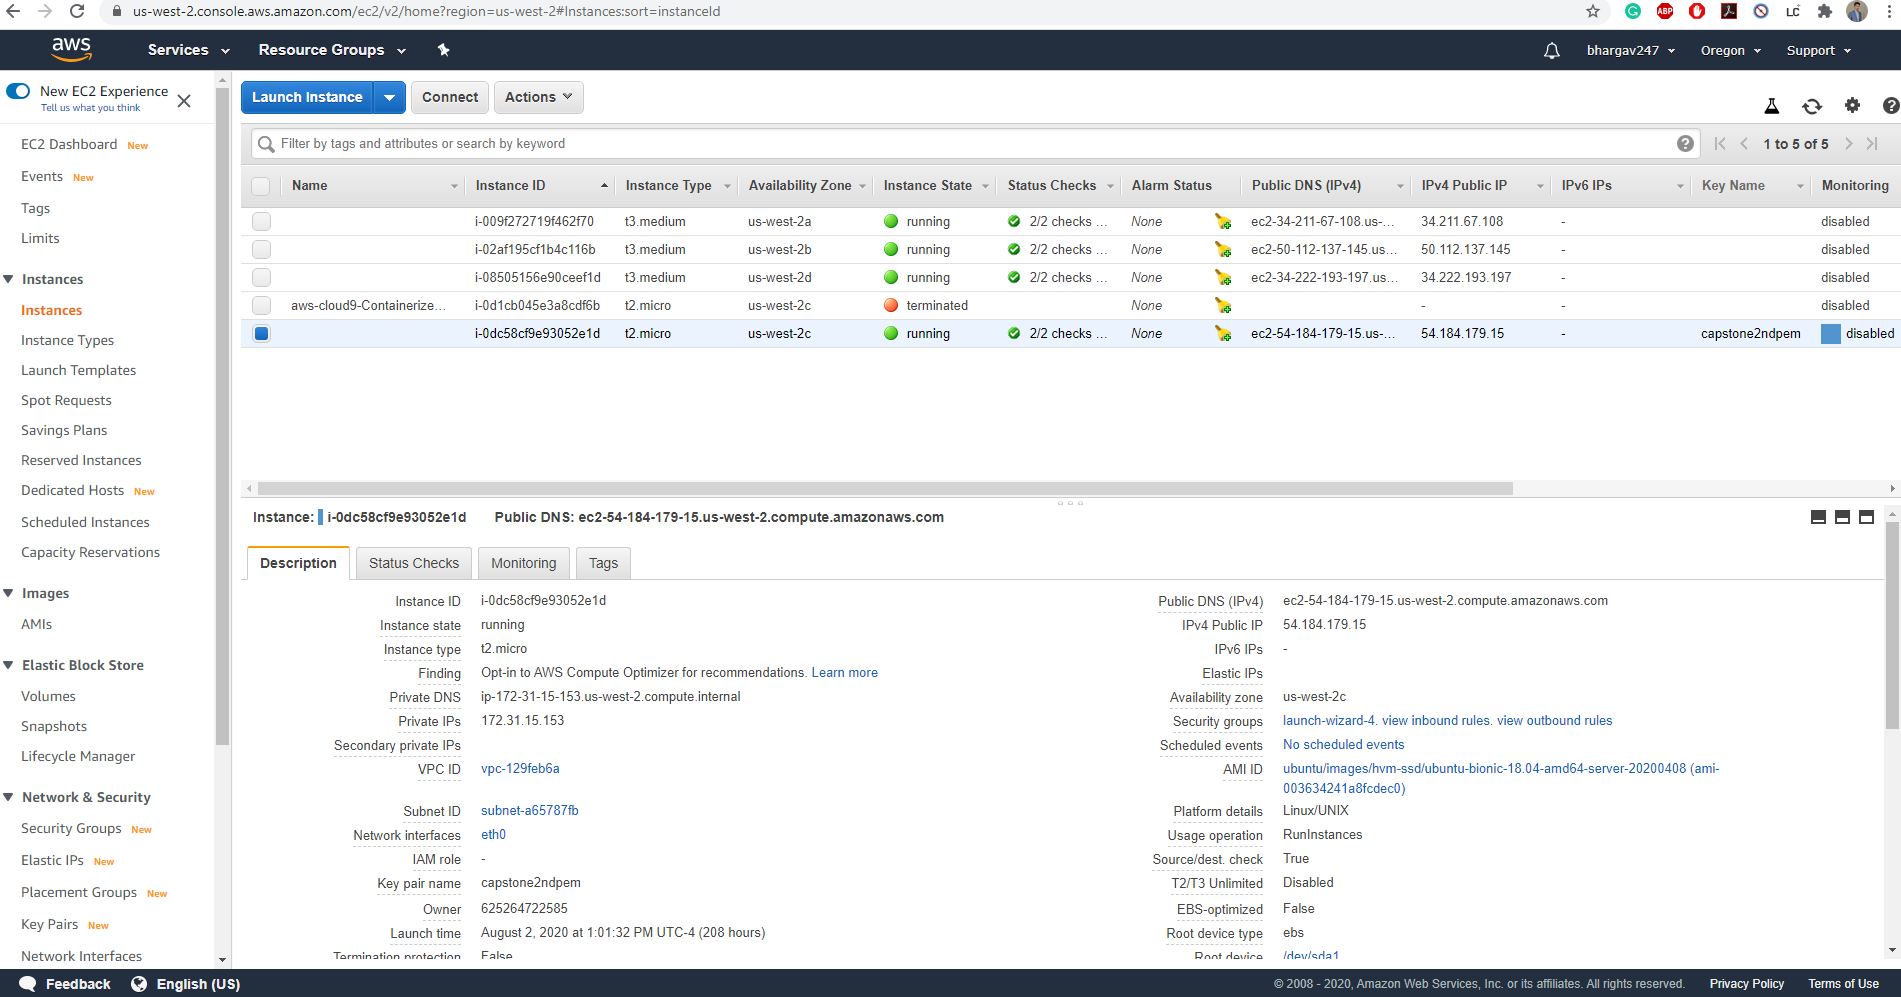 us-west-2.console.aws.amazon.com/ec2/v2/home?region=us-west-2#Instances:sort=instanceId
ABP
LC
aws
Services
Resource Groups
bhargav247
Oregon
Support
New EC2 Experience
Tell us what you think
EC2 Dashboard New
Events New
Tags
Limits
Instances
Instances
Instance Types
Launch Templates
Spot Requests
Savings Plans
Reserved Instances
Dedicated Hosts New
Scheduled Instances
Capacity Reservations
Images
AMIs
Elastic Block Store
Volumes
Snapshots
Lifecycle Manager
Network & Security
Security Groups New
Elastic IPs New
Placement Groups New
Key Pairs New
Network Interfaces
Launch Instance Connect Actions
Filter by tags and attributes or search by keyword 1 to 5 of 5
Name Instance ID Instance Type Availability Zone Instance State Status Checks Alarm Status Public DNS (IPv4) IPv4 Public IP IPv6 IPs Key Name Monitoring
i-009f272719f462f70 t3.medium us-west-2a running 2/2 checks ... None ec2-34-211-67-108.us-... 34.211.67.108 - disabled
i-02af195cf1b4c116b t3.medium us-west-2b running 2/2 checks ... None ec2-50-112-137-145.us... 50.112.137.145 - disabled
i-08505156e90ceef1d t3.medium us-west-2d running 2/2 checks ... None ec2-34-222-193-197.us... 34.222.193.197 - disabled
aws-cloud9-Containerize... i-0d1cb045e3a8cdf6b t2.micro us-west-2c terminated None - - disabled
i-0dc58cf9e93052e1d t2.micro us-west-2c running 2/2 checks ... None ec2-54-184-179-15.us-... 54.184.179.15 - capstone2ndpem disabled
Instance: i-0dc58cf9e93052e1d Public DNS: ec2-54-184-179-15.us-west-2.compute.amazonaws.com
Description Status Checks Monitoring Tags
Instance ID i-0dc58cf9e93052e1d
Instance state running
Instance type t2.micro
Finding Opt-in to AWS Compute Optimizer for recommendations. Learn more
Private DNS ip-172-31-15-153.us-west-2.compute.internal
Private IPs 172.31.15.153
Secondary private IPs
VPC ID vpc-129feb6a
Subnet ID subnet-a65787fb
Network interfaces eth0
IAM role -
Key pair name capstone2ndpem
Owner 625264722585
Launch time August 2, 2020 at 1:01:32 PM UTC-4 (208 hours)
Termination protection False
Public DNS (IPv4) ec2-54-184-179-15.us-west-2.compute.amazonaws.com
IPv4 Public IP 54.184.179.15
IPv6 IPs -
Elastic IPs
Availability zone us-west-2c
Security groups launch-wizard-4. view inbound rules. view outbound rules
Scheduled events No scheduled events
AMI ID ubuntu/images/hvm-ssd/ubuntu-bionic-18.04-amd64-server-20200408 (ami-
003634241a8fcdec0)
Platform details Linux/UNIX
Usage operation RunInstances
Source/dest. check True
T2/T3 Unlimited Disabled
EBS-optimized False
Root device type ebs
Root device /dev/sda1
Feedback English (US) © 2008 - 2020, Amazon Web Services, Inc. or its affiliates. All rights reserved. Privacy Policy Terms of Use